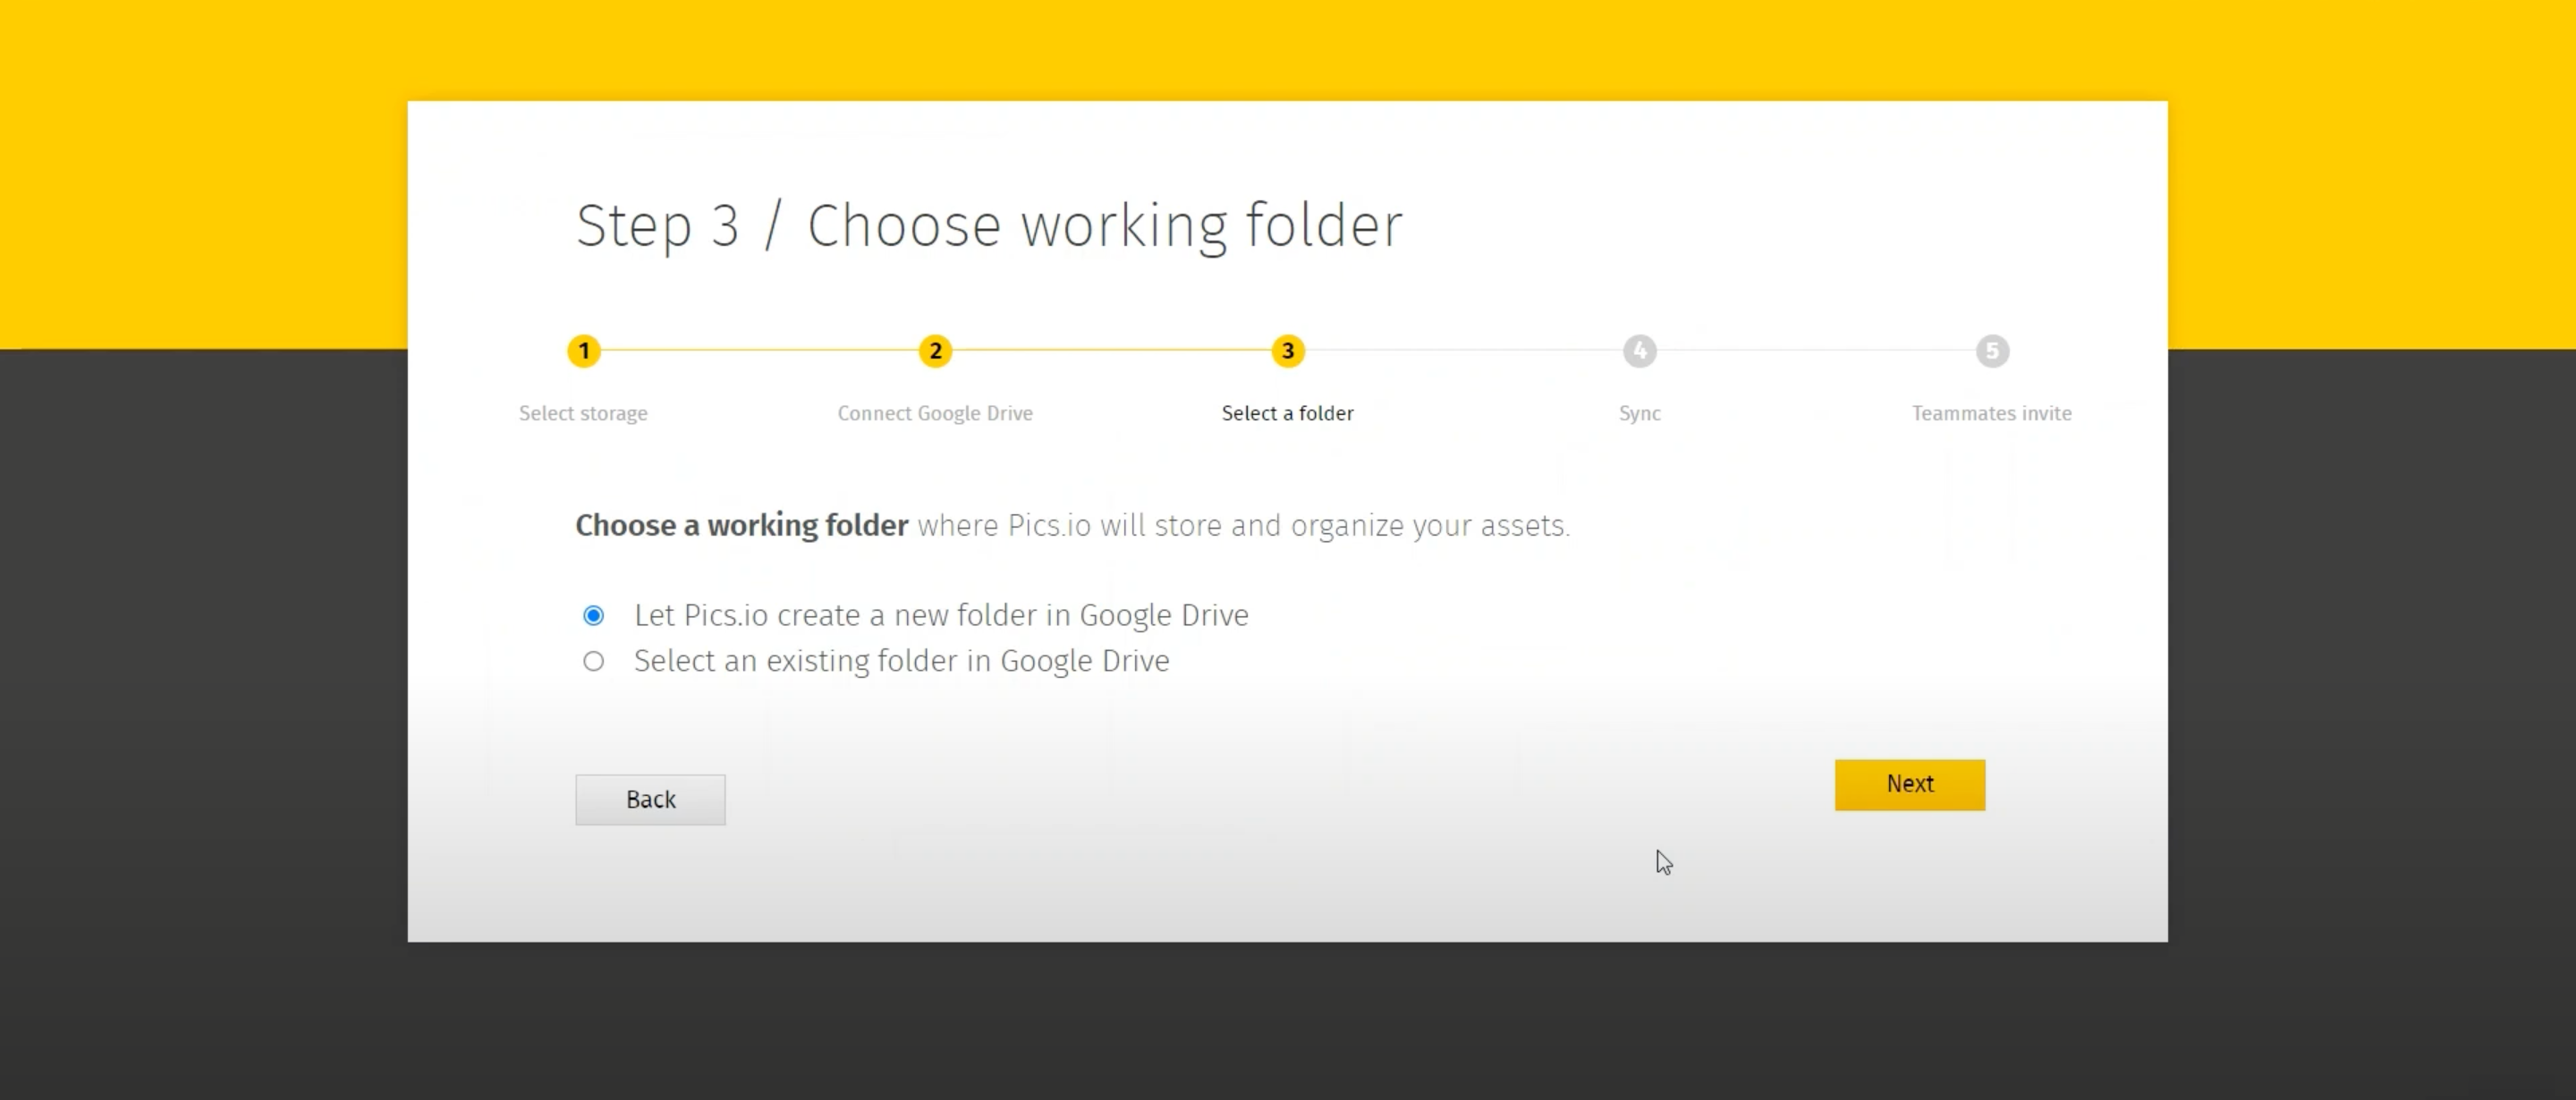 Step 3 / Choose working folder
1 2 3 4 5
Select storage Connect Google Drive Select a folder Sync Teammates invite
Choose a working folder where Pics.io will store and organize your assets.
Let Pics.io create a new folder in Google Drive
Select an existing folder in Google Drive
Back Next